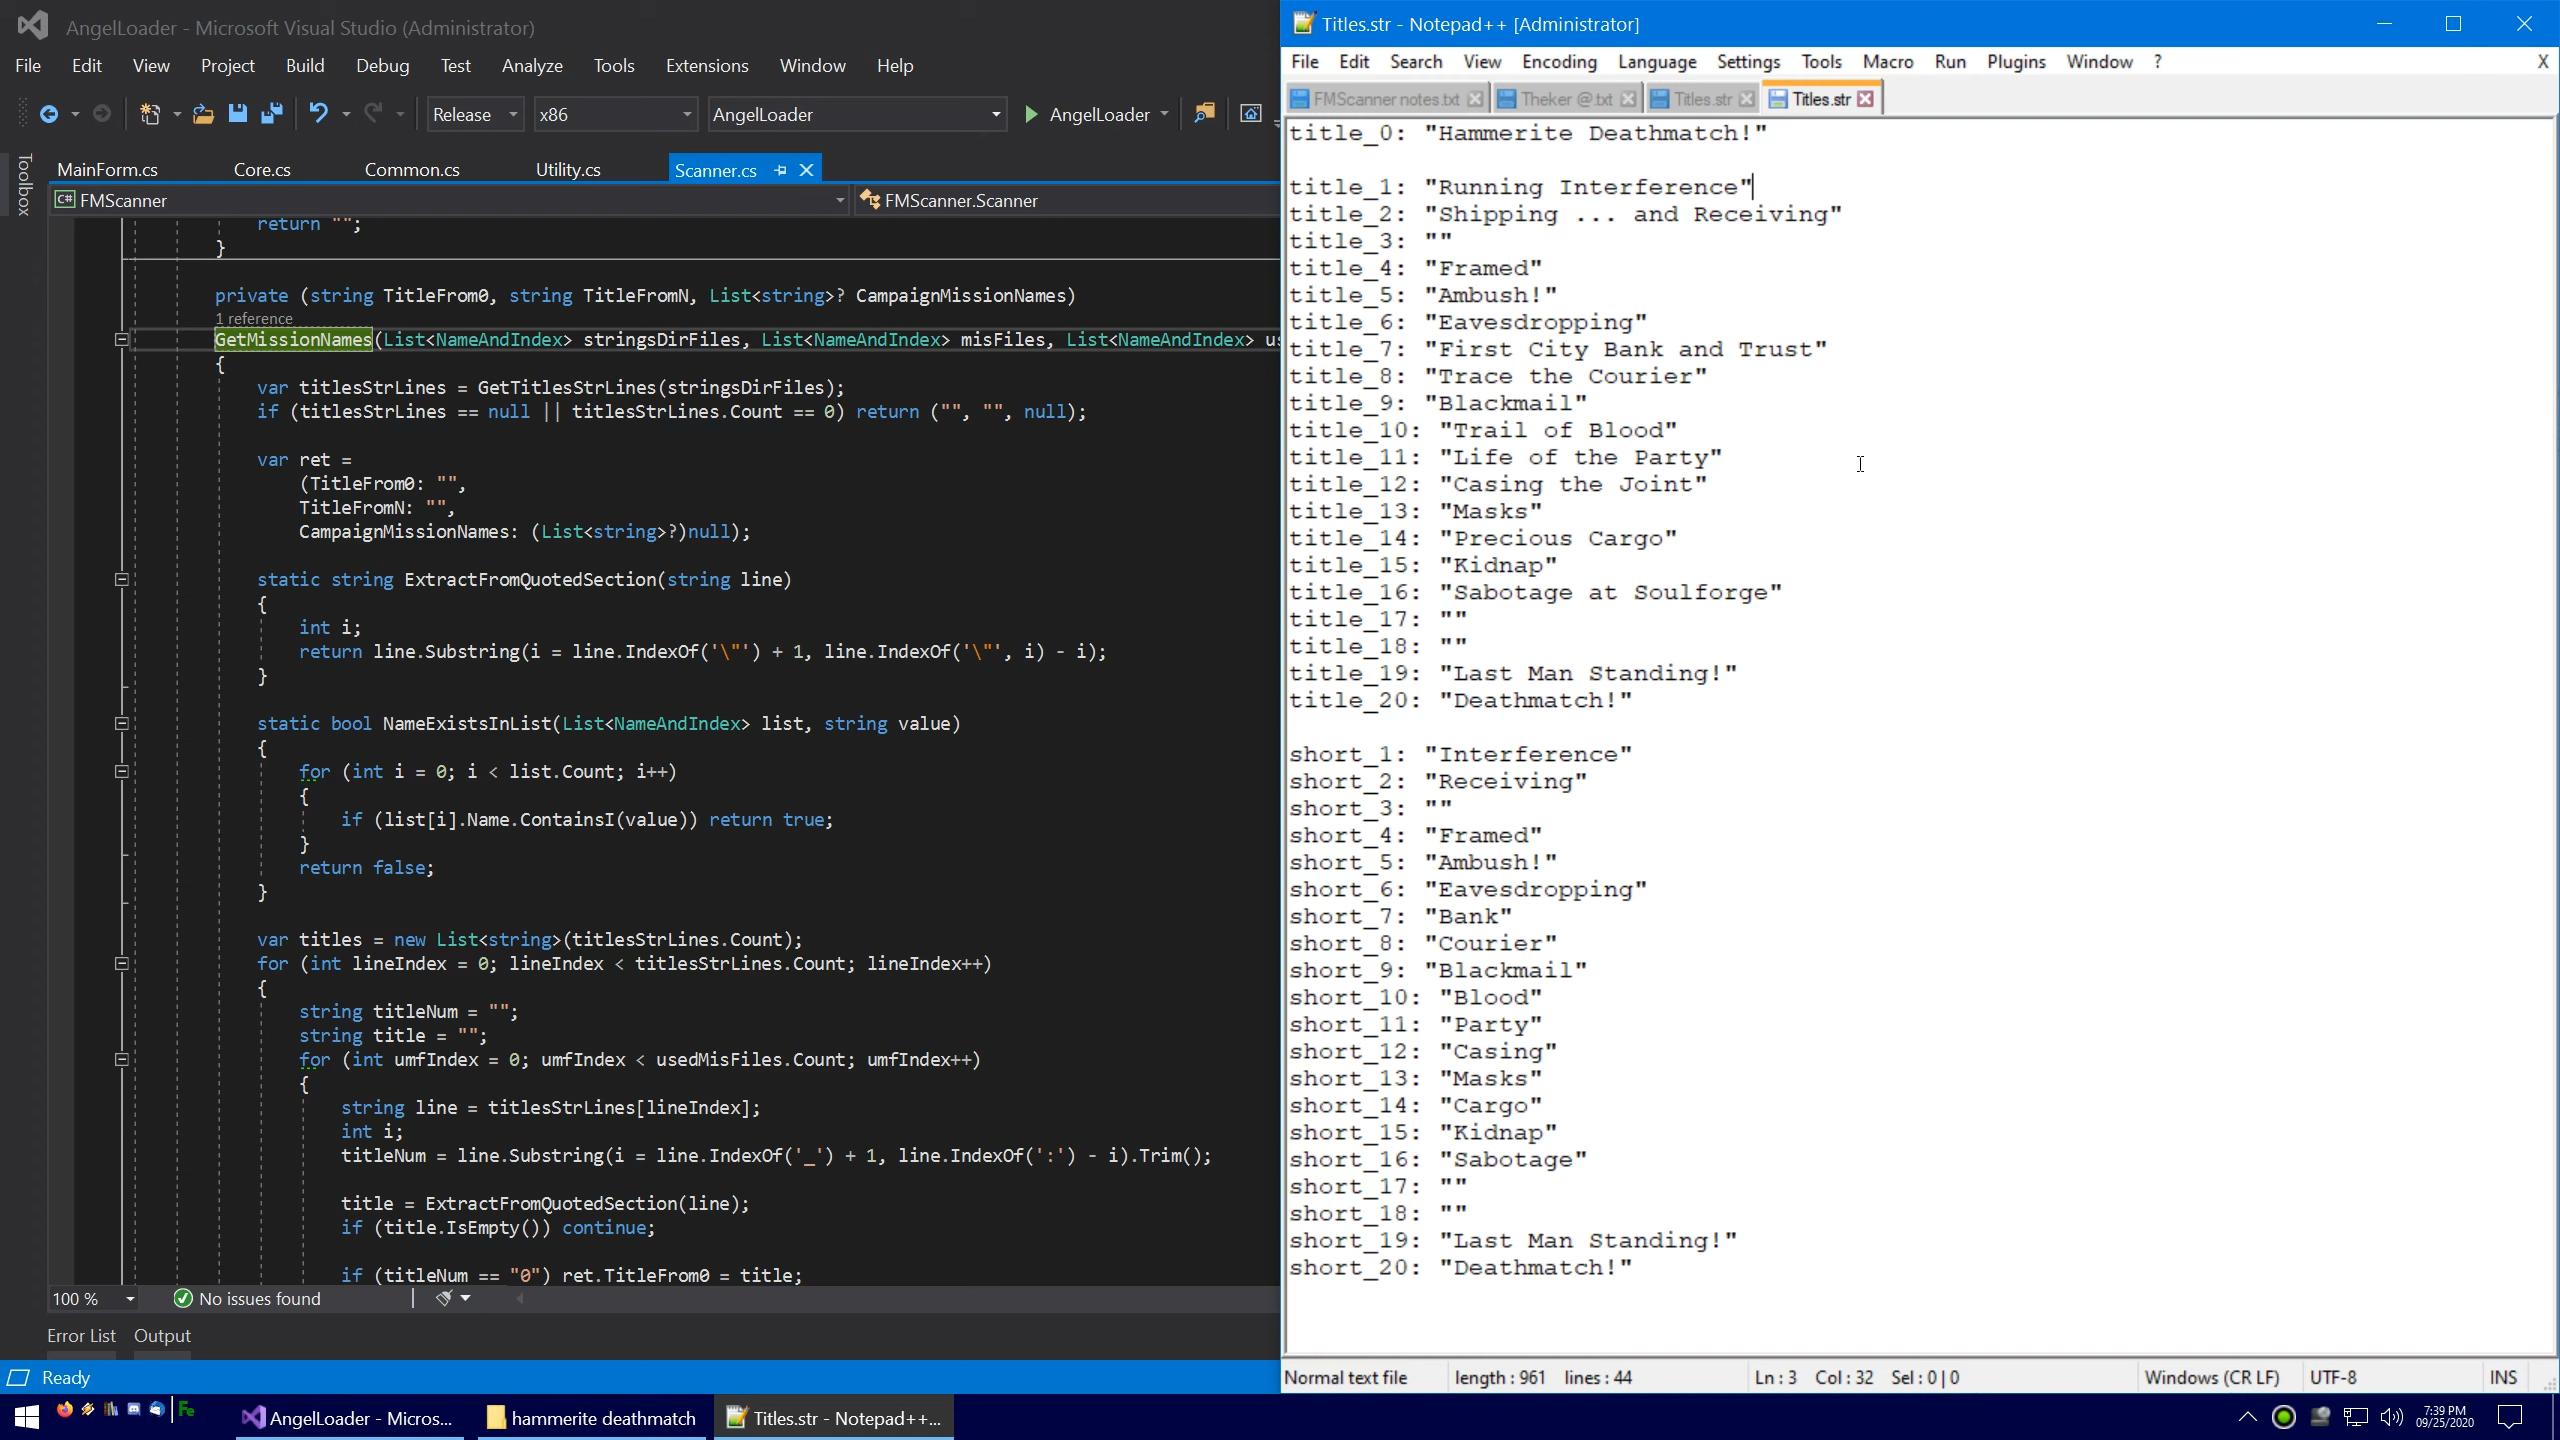 AngelLoader - Microsoft Visual Studio (Administrator)
File Edit View Project Build Debug Test Analyze Tools Extensions Window Help
Release x86 AngelLoader AngelLoader
Toolbox
MainForm.cs Core.cs Common.cs Utility.cs Scanner.cs
C# FMScanner FMScanner.Scanner
return "";
}
private (string TitleFrom0, string TitleFromN, List<string>? CampaignMissionNames)
1 reference
GetMissionNames(List<NameAndIndex> stringsDirFiles, List<NameAndIndex> misFiles, List<NameAndIndex> us
{
var titlesStrLines = GetTitlesStrLines(stringsDirFiles);
if (titlesStrLines == null || titlesStrLines.Count == 0) return ("", "", null);
var ret =
(TitleFrom0: "",
TitleFromN: "",
CampaignMissionNames: (List<string>?)null);
static string ExtractFromQuotedSection(string line)
{
int i;
return line.Substring(i = line.IndexOf('\"') + 1, line.IndexOf('\"', i) - i);
}
static bool NameExistsInList(List<NameAndIndex> list, string value)
{
for (int i = 0; i < list.Count; i++)
{
if (list[i].Name.ContainsI(value)) return true;
}
return false;
}
var titles = new List<string>(titlesStrLines.Count);
for (int lineIndex = 0; lineIndex < titlesStrLines.Count; lineIndex++)
{
string titleNum = "";
string title = "";
for (int umfIndex = 0; umfIndex < usedMisFiles.Count; umfIndex++)
{
string line = titlesStrLines[lineIndex];
int i;
titleNum = line.Substring(i = line.IndexOf('_') + 1, line.IndexOf(':') - i).Trim();
title = ExtractFromQuotedSection(line);
if (title.IsEmpty()) continue;
if (titleNum == "0") ret.TitleFrom0 = title;
100 % No issues found
Error List Output
Ready
Titles.str - Notepad++ [Administrator]
File Edit Search View Encoding Language Settings Tools Macro Run Plugins Window ? X
FMScanner notes.txt Theker @.txt Titles.str Titles.str
title_0: "Hammerite Deathmatch!"
title_1: "Running Interference"
title_2: "Shipping ... and Receiving"
title_3: ""
title_4: "Framed"
title_5: "Ambush!"
title_6: "Eavesdropping"
title_7: "First City Bank and Trust"
title_8: "Trace the Courier"
title_9: "Blackmail"
title_10: "Trail of Blood"
title_11: "Life of the Party"
title_12: "Casing the Joint"
title_13: "Masks"
title_14: "Precious Cargo"
title_15: "Kidnap"
title_16: "Sabotage at Soulforge"
title_17: ""
title_18: ""
title_19: "Last Man Standing!"
title_20: "Deathmatch!"
short_1: "Interference"
short_2: "Receiving"
short_3: ""
short_4: "Framed"
short_5: "Ambush!"
short_6: "Eavesdropping"
short_7: "Bank"
short_8: "Courier"
short_9: "Blackmail"
short_10: "Blood"
short_11: "Party"
short_12: "Casing"
short_13: "Masks"
short_14: "Cargo"
short_15: "Kidnap"
short_16: "Sabotage"
short_17: ""
short_18: ""
short_19: "Last Man Standing!"
short_20: "Deathmatch!"
Normal text file length : 961 lines : 44 Ln : 3 Col : 32 Sel : 0 | 0 Windows (CR LF) UTF-8 INS
Fe AngelLoader - Micros... hammerite deathmatch Titles.str - Notepad++... 7:39 PM
09/25/2020